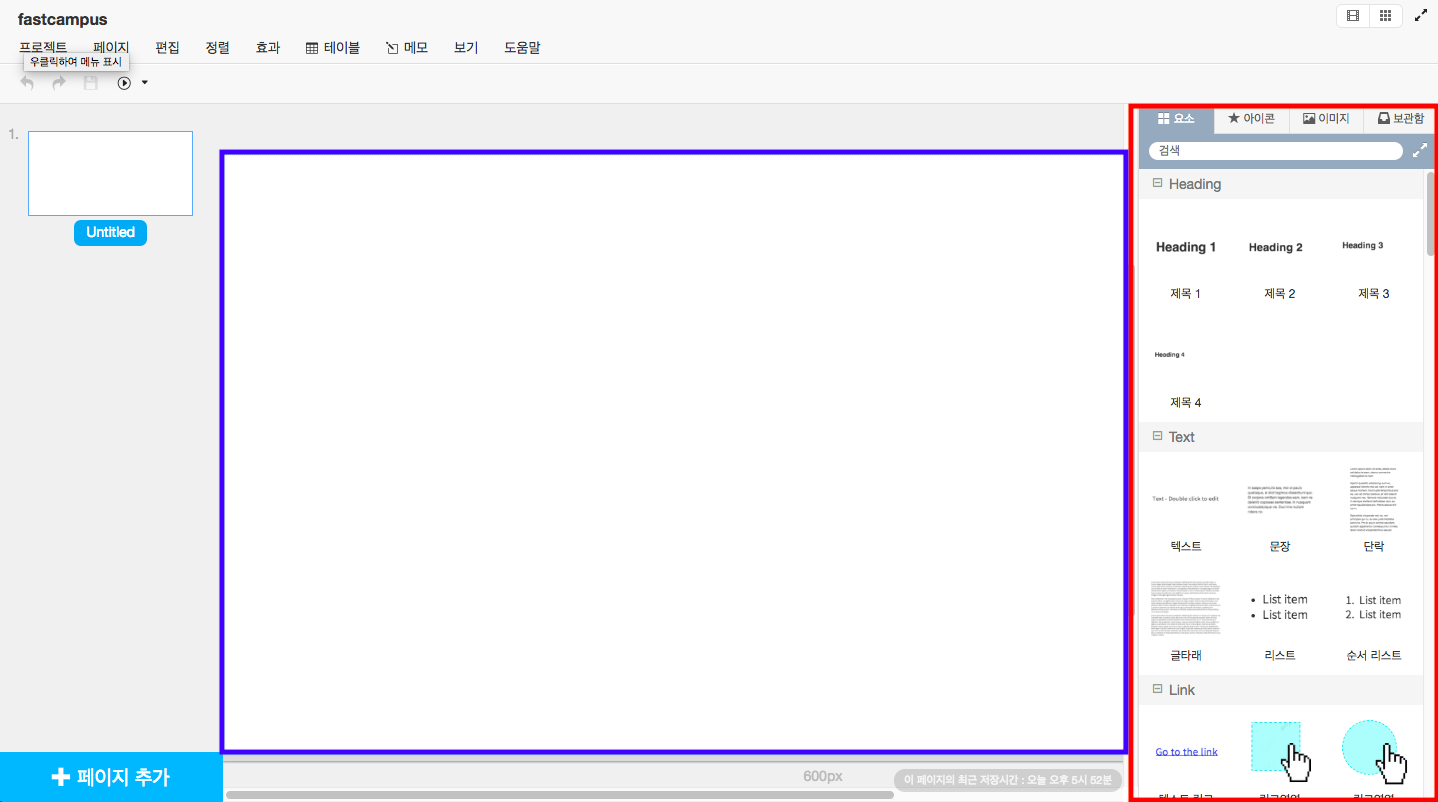 fastcampus
프로젝트 페이지 편집 정렬 효과 테이블 메모 보기 도움말
우클릭하여 메뉴 표시
요소 아이콘 이미지 보관함
검색
1.
Untitled
Heading
Heading 1 Heading 2 Heading 3
제목 1 제목 2 제목 3
Heading 4
제목 4
Text
Text - Double click to edit
텍스트 문장 단락
List item
List item
1. List item
2. List item
글타래 리스트 순서 리스트
Link
Go to the link
페이지 추가
600px
이 페이지의 최근 저장시간 : 오늘 오후 5시 52분